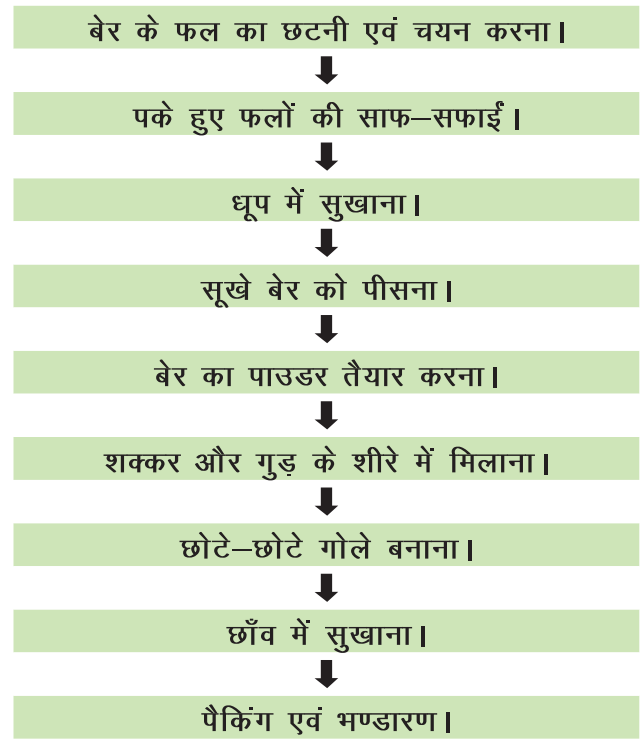 बेर के फल का छटनी एवं चयन करना।
पके हुए फलों की साफ–सफाईं।
धूप में सुखाना।
सूखे बेर को पीसना।
बेर का पाउडर तैयार करना।
शक्कर और गुड़ के शीरे में मिलाना।
छोटे–छोटे गोले बनाना।
छाँव में सुखाना।
पैकिंग एवं भण्डारण।